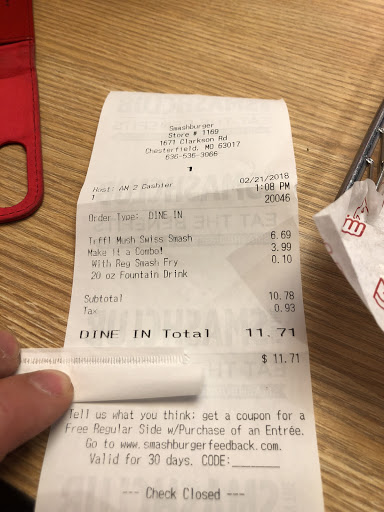 Smashburger
Store # 1169
1671 Clarkson Rd
Chesterfield, MO 63017
636-536-3066
1
Host: AM 2 Cashier 02/21/2018
1 1:08 PM
20046
Order Type: DINE IN
Trffl Mush Swiss Smash 6.69
Make it a Combo! 3.99
With Reg Smash Fry 0.10
20 oz Fountain Drink
Subtotal 10.78
Tax 0.93
DINE IN Total 11.71
$ 11.71
Tell us what you think; get a coupon for a
Free Regular Side w/Purchase of an Entrée.
Go to www.smashburgerfeedback.com.
Valid for 30 days. CODE:_______
--- Check Closed ---